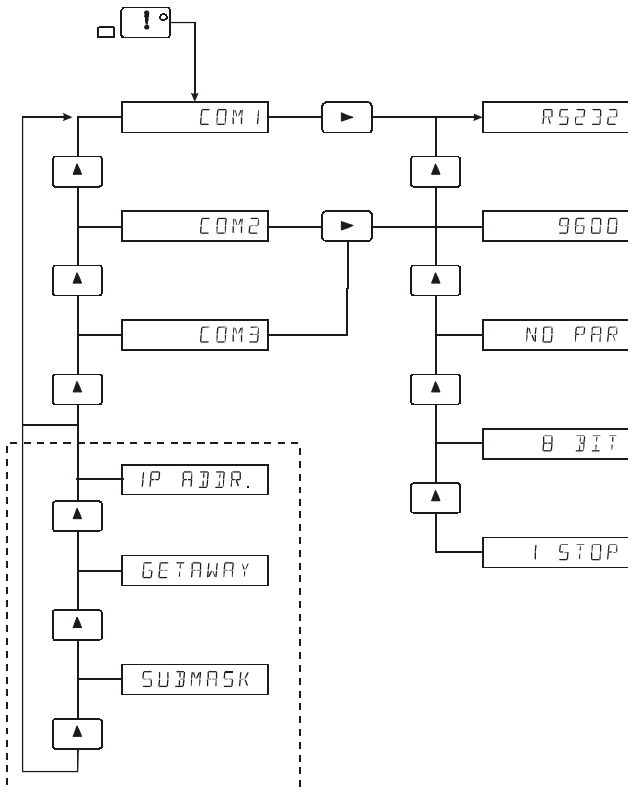 !
COM1
RS232
COM2
9600
COM3
NO PAR
8 BIT
IP ADDR.
GETAWAY
1 STOP
SUBMASK